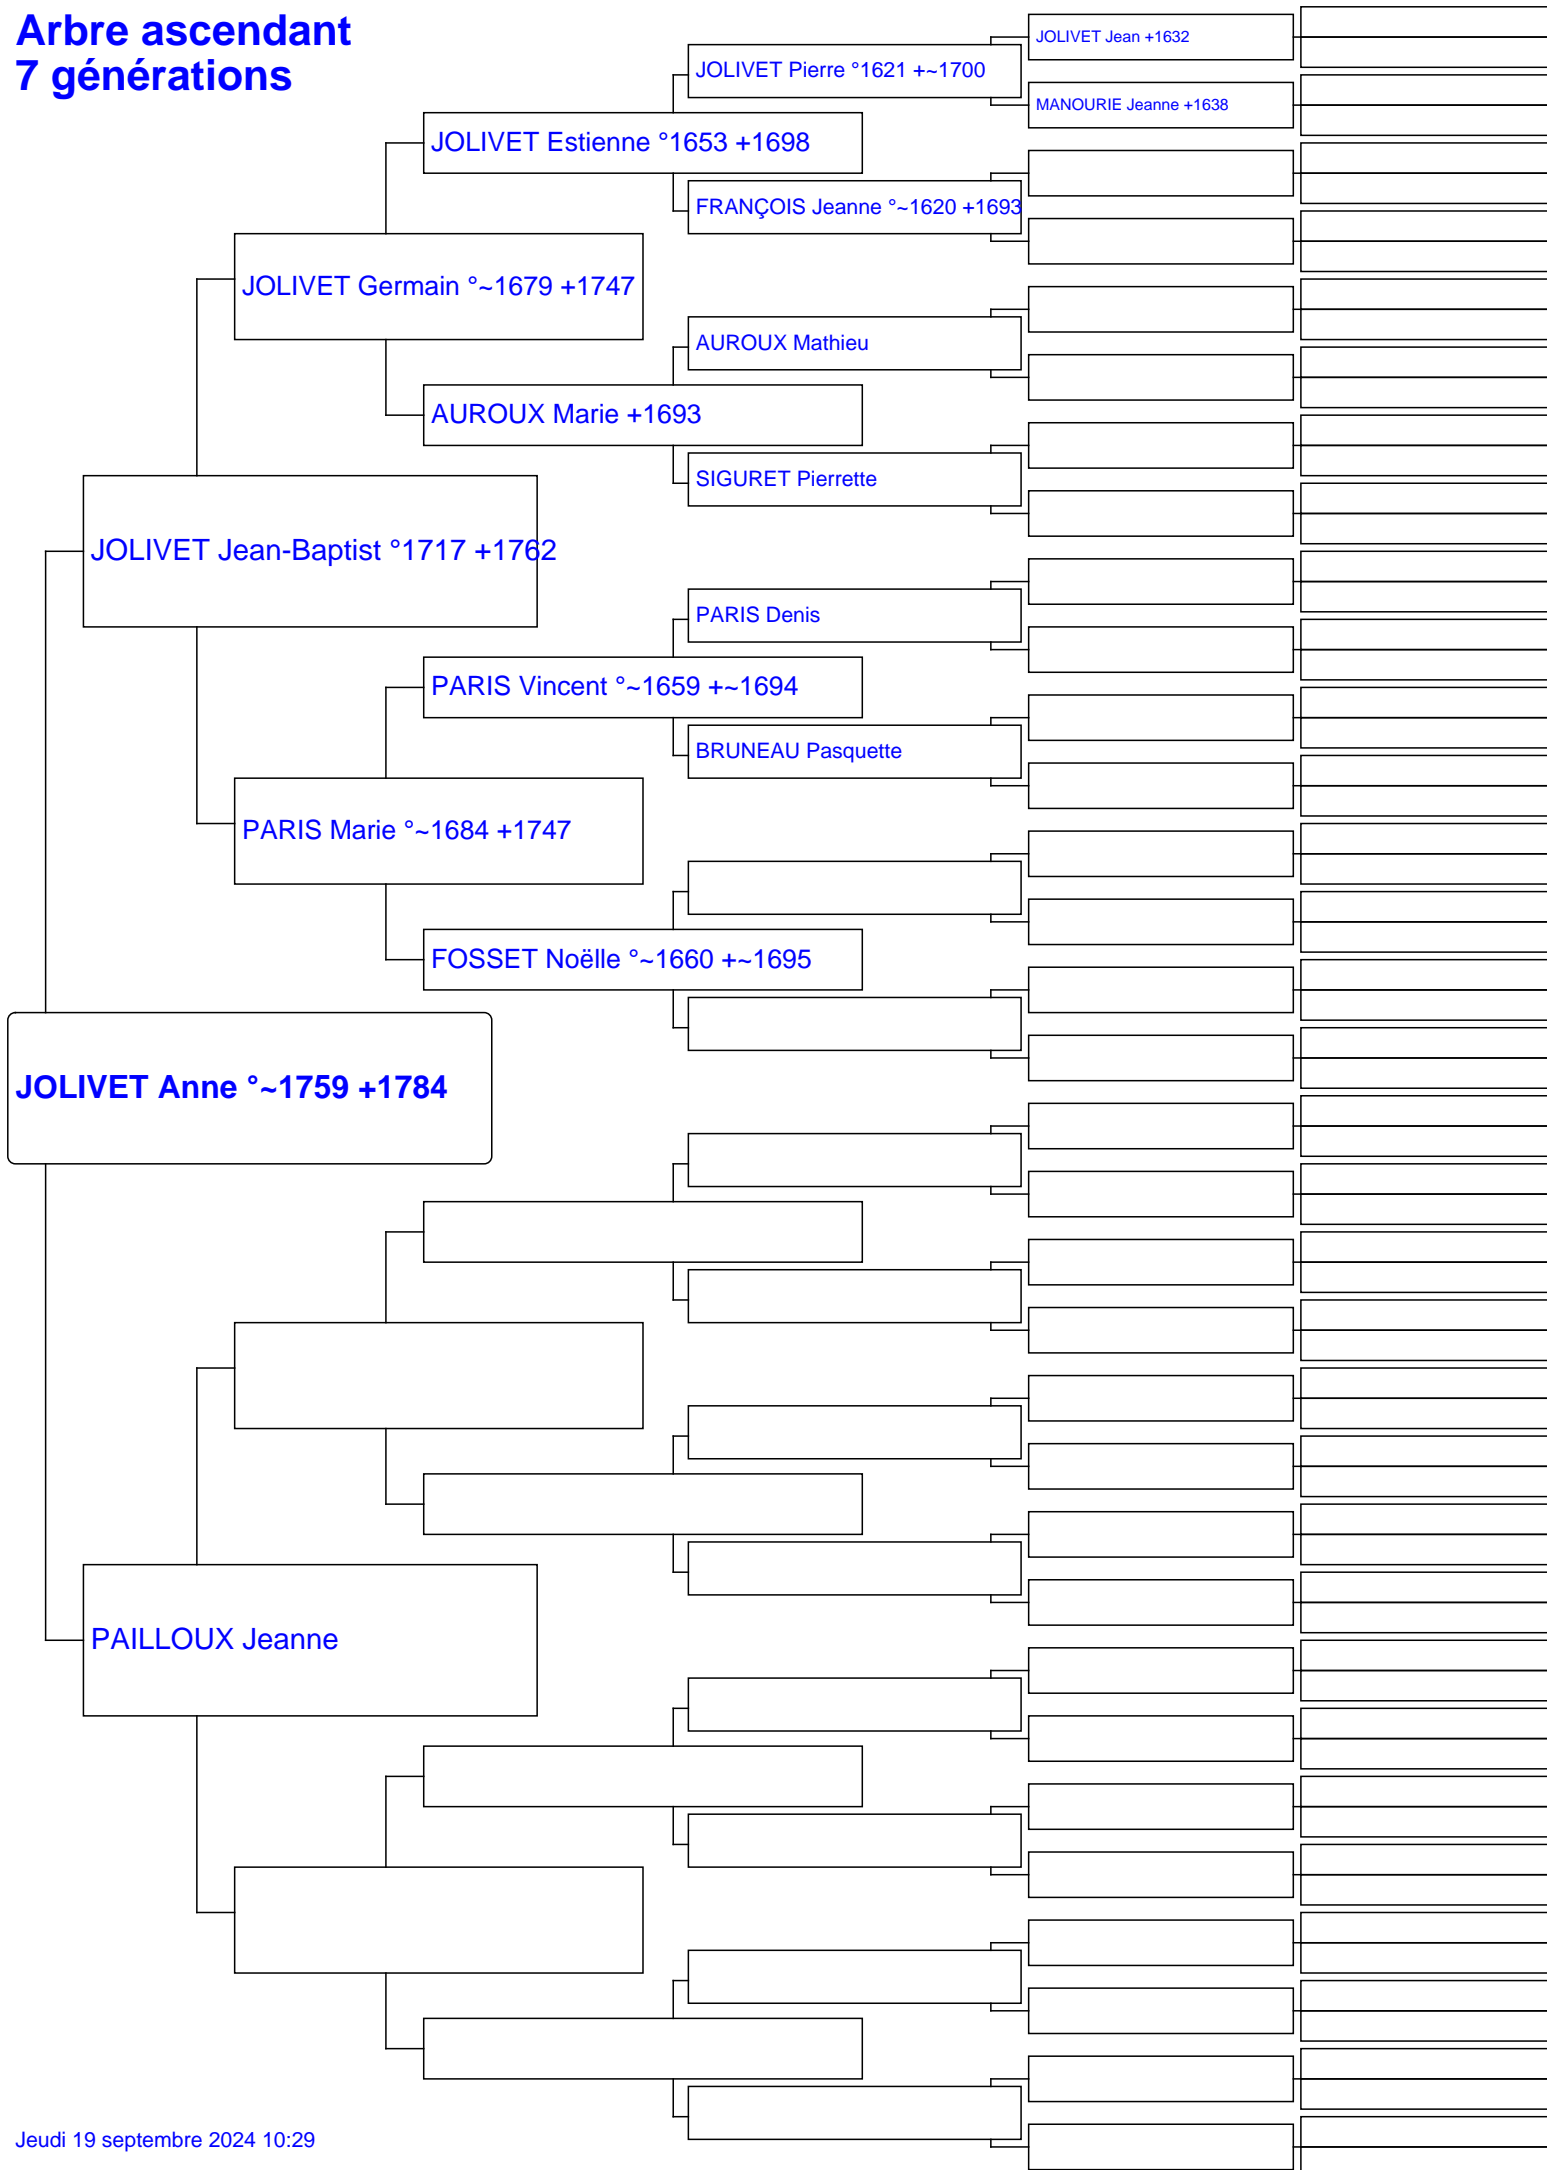 Arbre ascendant
7 générations
JOLIVET Jean +1632
JOLIVET Pierre °1621 +~1700
MANOURIE Jeanne +1638
JOLIVET Estienne °1653 +1698
FRANÇOIS Jeanne °~1620 +1693
JOLIVET Germain °~1679 +1747
AUROUX Mathieu
AUROUX Marie +1693
SIGURET Pierrette
JOLIVET Jean-Baptist °1717 +1762
PARIS Denis
PARIS Vincent °~1659 +~1694
BRUNEAU Pasquette
PARIS Marie °~1684 +1747
FOSSET Noëlle °~1660 +~1695
JOLIVET Anne °~1759 +1784
PAILLOUX Jeanne
Jeudi 19 septembre 2024 10:29